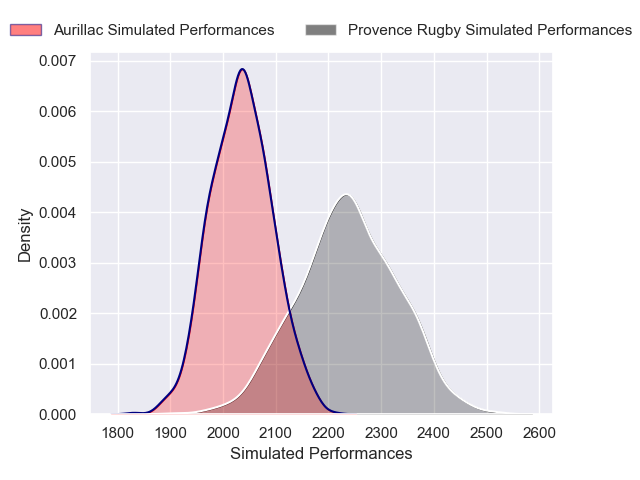 Aurillac Simulated Performances Provence Rugby Simulated Performances
0.007
0.006
0.005
0.004
0.003
0.002
0.001
0.000
Density
1800 1900 2000 2100 2200 2300 2400 2500 2600
Simulated Performances